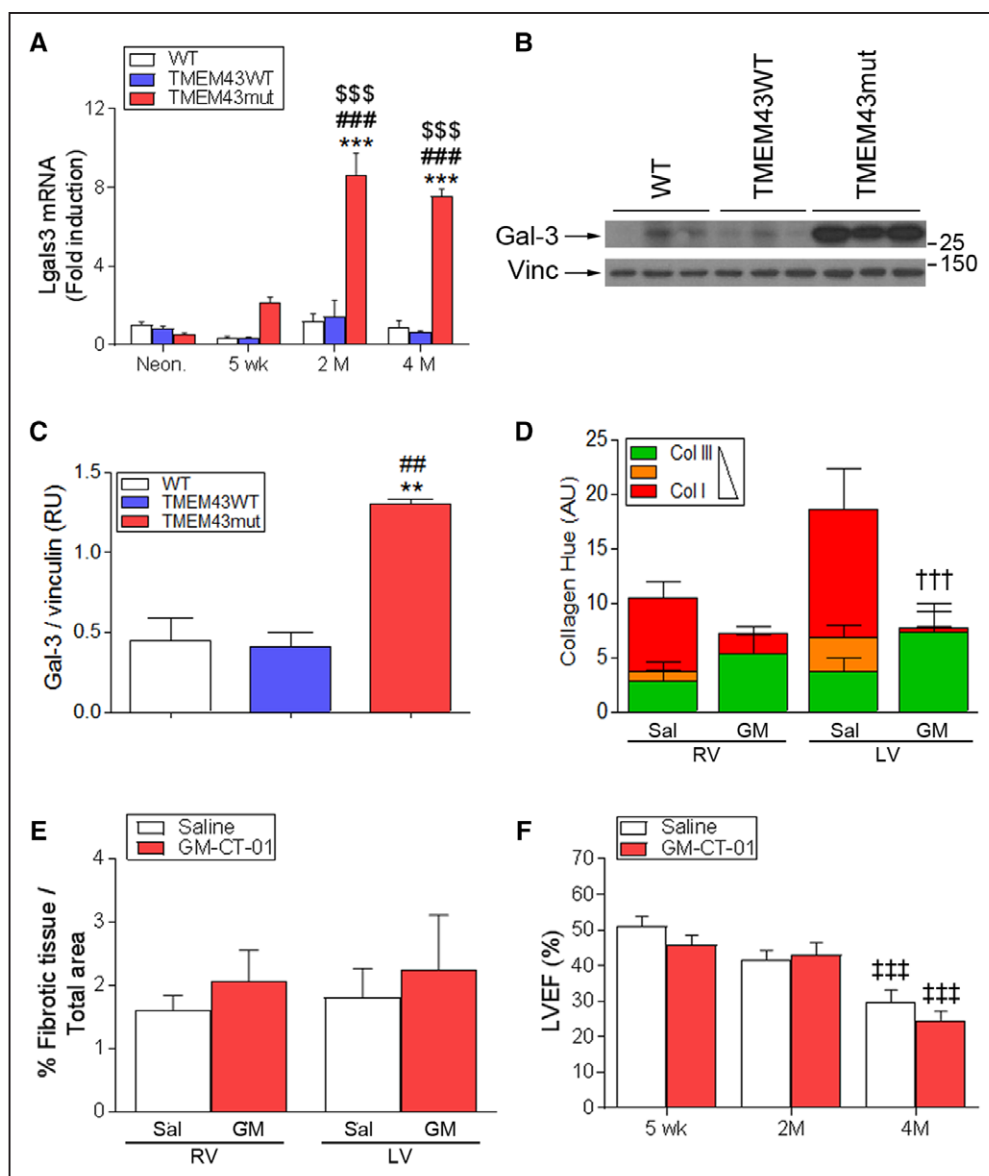 A
WT
TMEM43WT
TMEM43mut
Lgals3 mRNA
(Fold induction)
12
8
4
0
$$$
###
***
$$$
###
***
Neon.
5 wk
2 M
4 M
B
WT
TMEM43WT
TMEM43mut
Gal-3
Vinc
-25
-150
C
WT
TMEM43WT
TMEM43mut
Gal-3 / vinculin (RU)
1.5
1.0
0.5
0.0
##
**
D
Col III
Col I
Collagen Hue (AU)
25
20
15
10
5
0
†††
Sal
GM
Sal
GM
RV
LV
E
Saline
GM-CT-01
% Fibrotic tissue /
Total area
4
3
2
1
0
Sal
GM
Sal
GM
RV
LV
F
Saline
GM-CT-01
LVEF (%)
70
60
50
40
30
20
10
0
‡‡‡
‡‡‡
5 wk
2M
4M